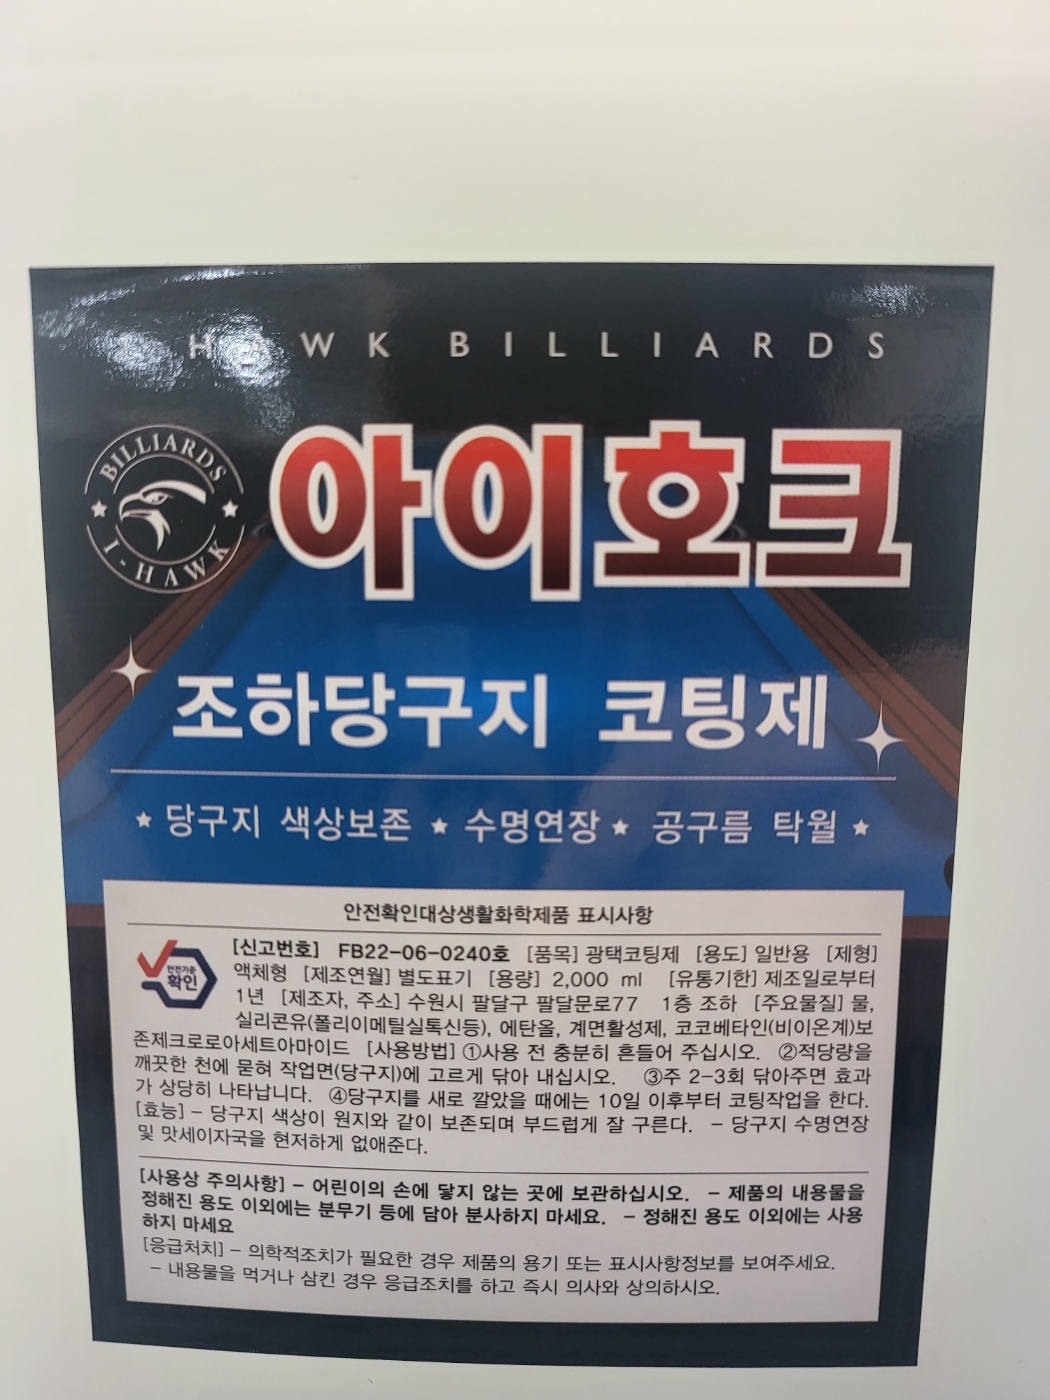 I HAWK BILLIARDS
BILLIARDS
I-HAWK
아이호크
조하당구지 코팅제
★ 당구지 색상보존 ★ 수명연장 ★ 공구름 탁월 ★
안전확인대상생활화학제품 표시사항
안전기준
확인
[신고번호] FB22-06-0240호 [품목] 광택코팅제 [용도] 일반용 [제형]
액체형 [제조연월] 별도표기 [용량] 2,000 ml [유통기한] 제조일로부터
1년 [제조자, 주소] 수원시 팔달구 팔달문로77 1층 조하 [주요물질] 물,
실리콘유(폴리이메틸실톡신등), 에탄올, 계면활성제, 코코베타인(비이온계)보
존제크로로아세트아마이드 [사용방법] ①사용 전 충분히 흔들어 주십시오. ②적당량을
깨끗한 천에 묻혀 작업면(당구지)에 고르게 닦아 내십시오. ③주 2-3회 닦아주면 효과
가 상당히 나타납니다. ④당구지를 새로 깔았을 때에는 10일 이후부터 코팅작업을 한다.
[효능] - 당구지 색상이 원지와 같이 보존되며 부드럽게 잘 구른다. - 당구지 수명연장
및 맛세이자국을 현저하게 없애준다.
[사용상 주의사항] - 어린이의 손에 닿지 않는 곳에 보관하십시오. - 제품의 내용물을
정해진 용도 이외에는 분무기 등에 담아 분사하지 마세요. - 정해진 용도 이외에는 사용
하지 마세요
[응급처치] - 의학적조치가 필요한 경우 제품의 용기 또는 표시사항정보를 보여주세요.
- 내용물을 먹거나 삼킨 경우 응급조치를 하고 즉시 의사와 상의하시오.